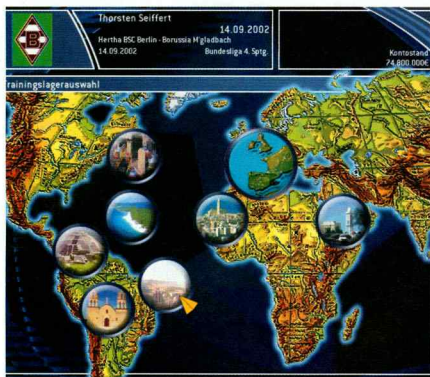 Thorsten Seiffert
14.09.2002
Hertha BSC Berlin - Borussia M'gladbach
14.09.2002 Bundesliga 4. Sptg.
Kontostand
74.800.000€
rainingslagerauswahl